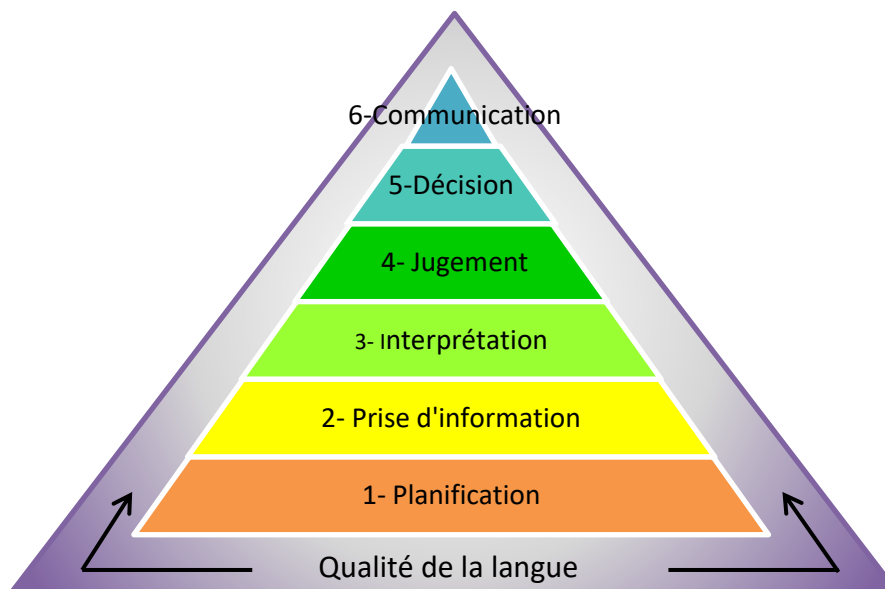 6-Communication
5-Décision
4- Jugement
3- Interprétation
2- Prise d'information
1- Planification
Qualité de la langue